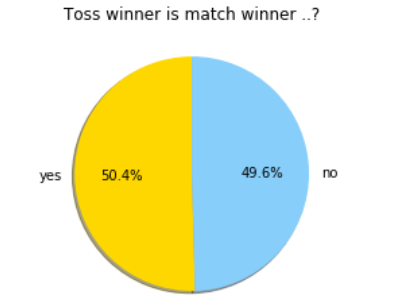 Toss winner is match winner ..?
yes
50.4%
49.6%
no